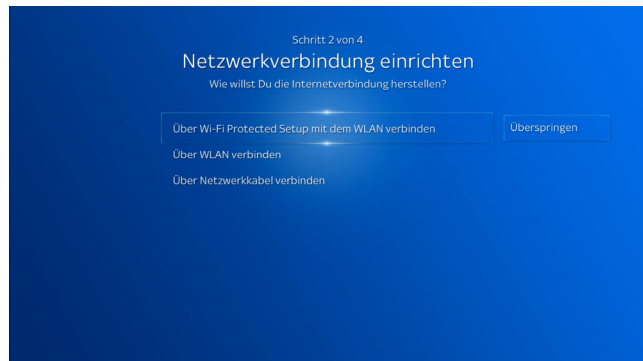 Schritt 2 von 4
Netzwerkverbindung einrichten
Wie willst Du die Internetverbindung herstellen?
Über Wi-Fi Protected Setup mit dem WLAN verbinden
Überspringen
Über WLAN verbinden
Über Netzwerkkabel verbinden